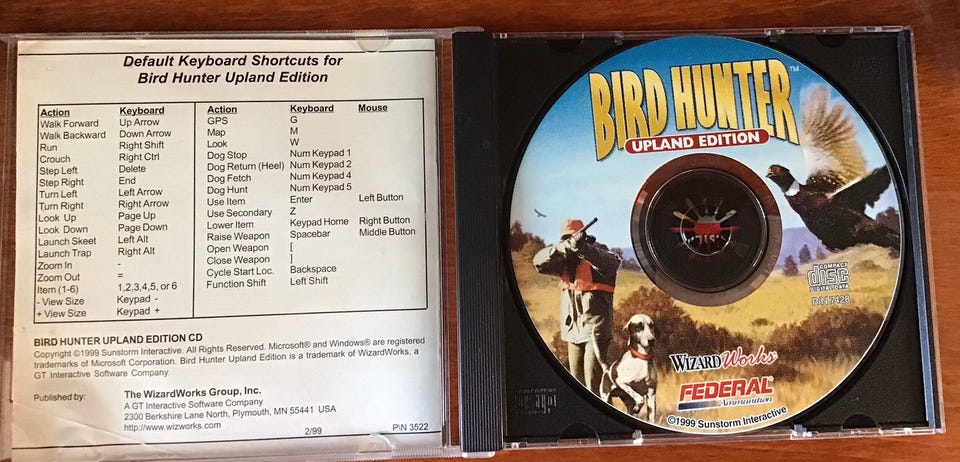 Default Keyboard Shortcuts for
Bird Hunter Upland Edition
Action Keyboard
Walk Forward Up Arrow
Walk Backward Down Arrow
Run Right Shift
Crouch Right Ctrl
Step Left Delete
Step Right End
Turn Left Left Arrow
Turn Right Right Arrow
Look Up Page Up
Look Down Page Down
Launch Skeet Left Alt
Launch Trap Right Alt
Zoom In -
Zoom Out =
Item (1-6) 1,2,3,4,5, or 6
- View Size Keypad -
+ View Size Keypad +
Action Keyboard Mouse
GPS G
Map M
Look W
Dog Stop Num Keypad 1
Dog Return (Heel) Num Keypad 2
Dog Fetch Num Keypad 4
Dog Hunt Num Keypad 5
Use Item Enter Left Button
Use Secondary Z
Lower Item Keypad Home Right Button
Raise Weapon Spacebar Middle Button
Open Weapon [
Close Weapon ]
Cycle Start Loc. Backspace
Function Shift Left Shift
BIRD HUNTER UPLAND EDITION CD
Copyright ©1999 Sunstorm Interactive. All Rights Reserved. Microsoft® and Windows® are registered
trademarks of Microsoft Corporation. Bird Hunter Upland Edition is a trademark of WizardWorks, a
GT Interactive Software Company.
Published by: The WizardWorks Group, Inc.
A GT Interactive Software Company
2300 Berkshire Lane North, Plymouth, MN 55441 USA
http://www.wizworks.com
2/99 P\N 3522
BIRD HUNTER™
UPLAND EDITION
COMPACT
disc
DIGITAL DATA
P\N 7428
WIZARDWorks
FEDERAL
Ammunition
©1999 Sunstorm Interactive